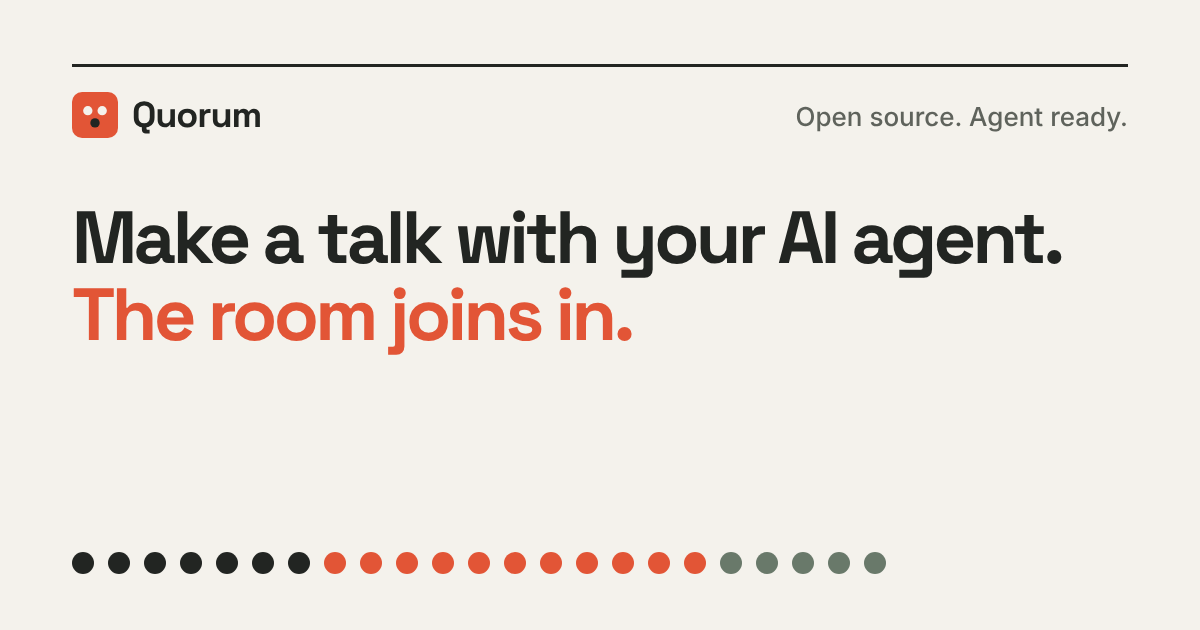 Quorum
Open source. Agent ready.
Make a talk with your AI agent.
The room joins in.